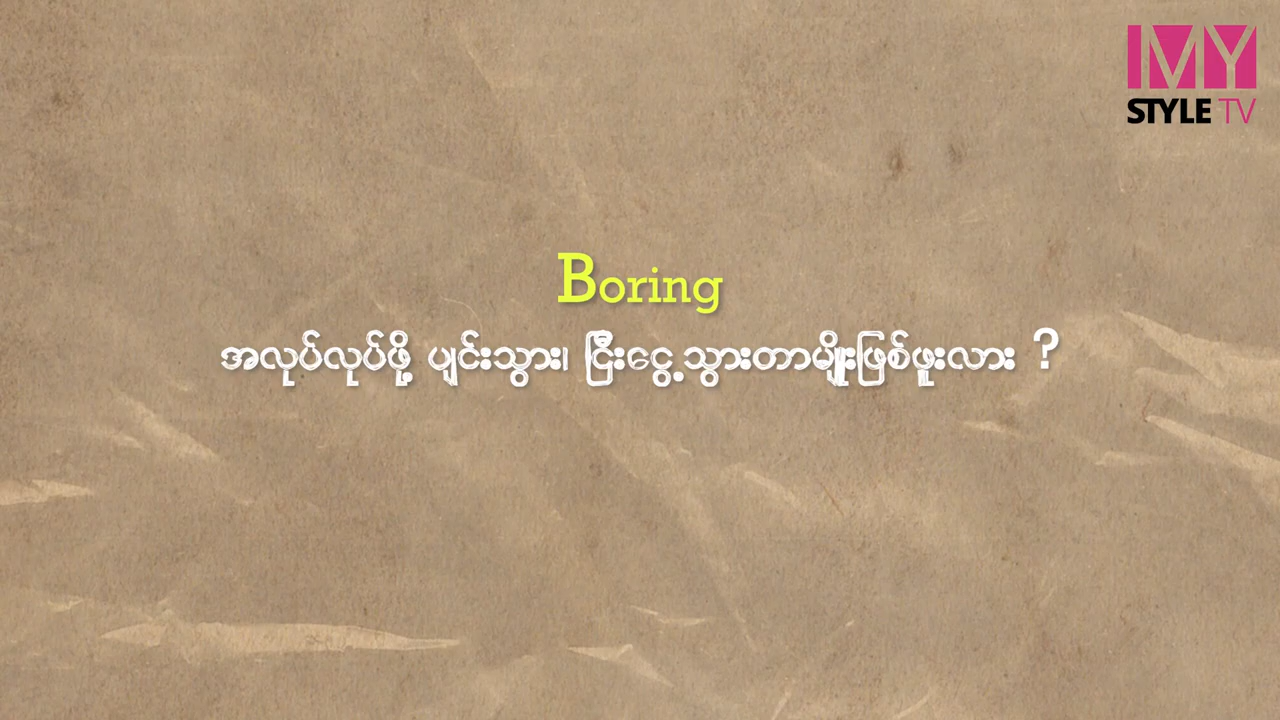 MY
STYLE TV
Boring
အလုပ်လုပ်ဖို့ ပျင်းသွား၊ ငြီးငွေ့သွားတာမျိုးဖြစ်ဖူးလား ?